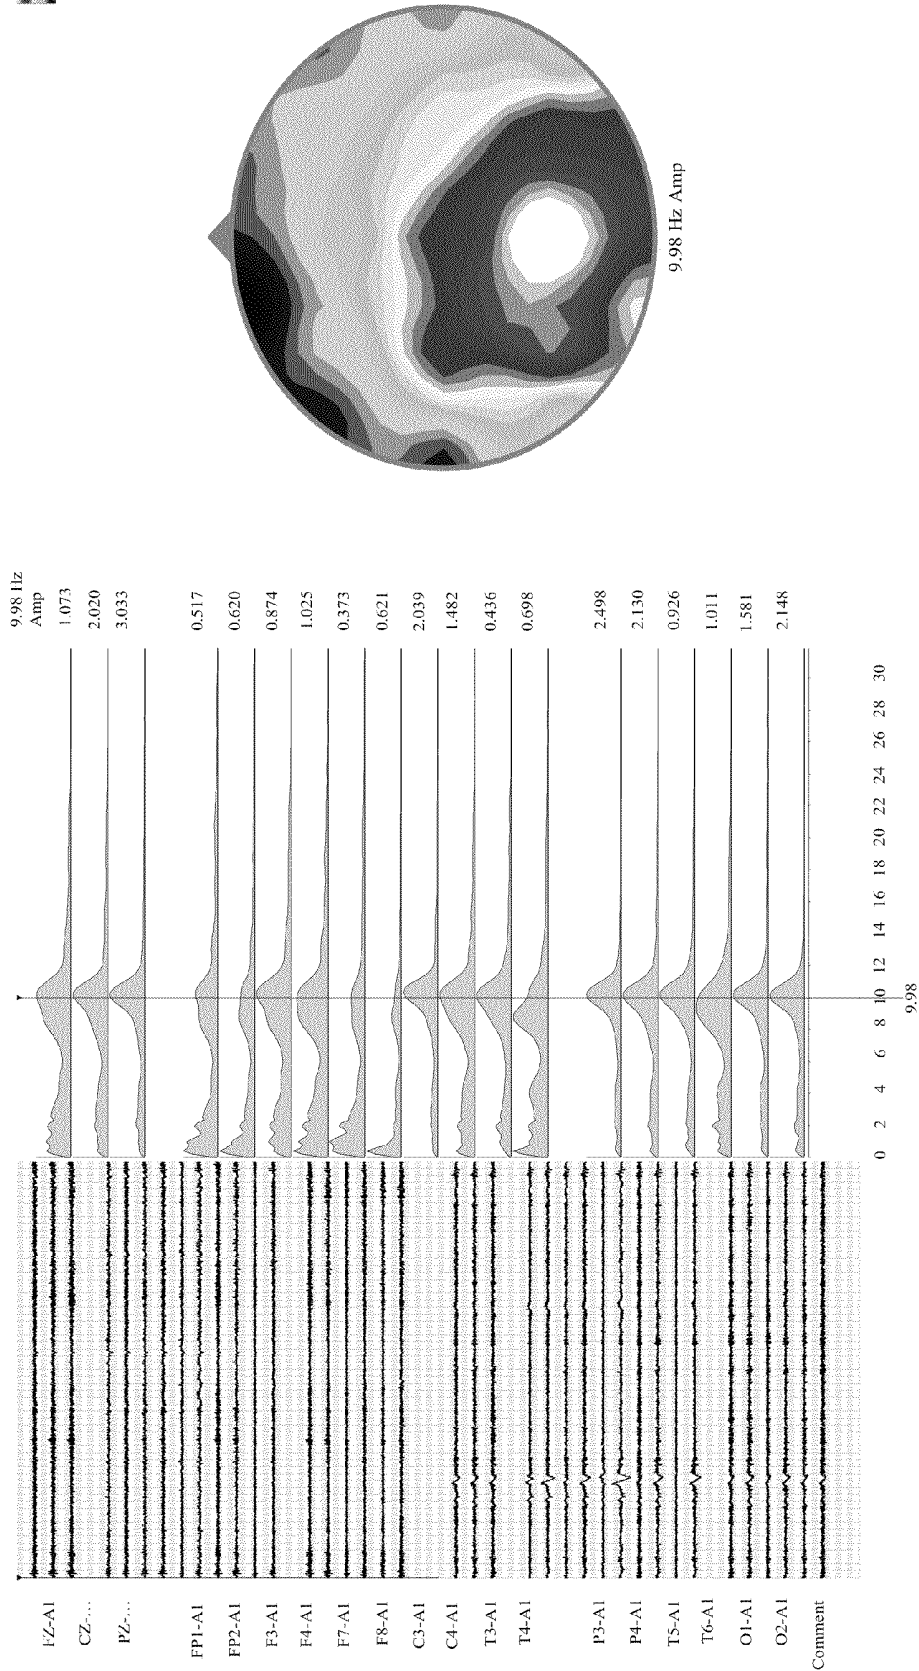 9.98 Hz
Amp
FZ-A1
1.073
CZ-...
2.020
PZ-...
3.033
FP1-A1
0.517
FP2-A1
0.620
F3-A1
0.874
F4-A1
1.025
F7-A1
0.373
F8-A1
0.621
C3-A1
2.039
C4-A1
1.482
T3-A1
0.436
T4-A1
0.698
P3-A1
2.498
P4-A1
2.130
T5-A1
0.926
T6-A1
1.011
O1-A1
1.581
O2-A1
2.148
Comment
0 2 4 6 8 10 12 14 16 18 20 22 24 26 28 30
9.98
9.98 Hz Amp